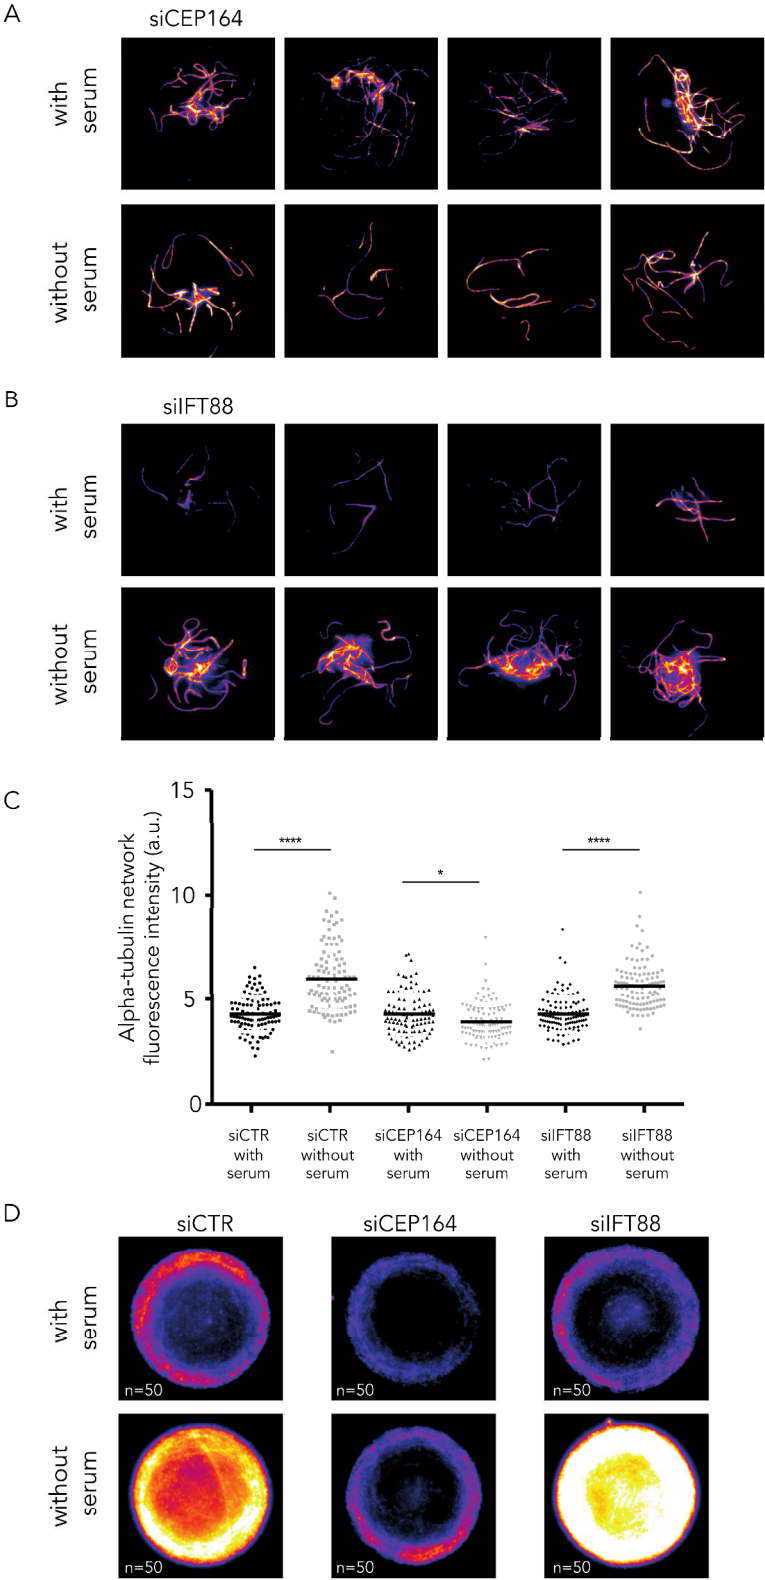 A
siCEP164
with
serum
without
serum
B
siIFT88
with
serum
without
serum
C
Alpha-tubulin network
fluorescence intensity (a.u.)
15
10
5
0
****
*
****
siCTR
with
serum
siCTR
without
serum
siCEP164
with
serum
siCEP164
without
serum
siIFT88
with
serum
siIFT88
without
serum
D
siCTR
siCEP164
siIFT88
with
serum
n=50
n=50
n=50
without
serum
n=50
n=50
n=50